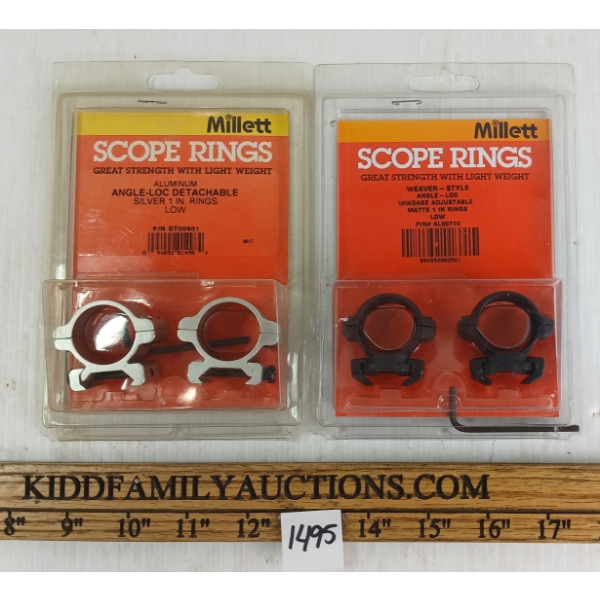 Millett
SCOPE RINGS
GREAT STRENGTH WITH LIGHT WEIGHT
ALUMINUM
ANGLE-LOC DETACHABLE
SILVER 1 IN. RINGS
LOW
Millett
SCOPE RINGS
GREAT STRENGTH WITH LIGHT WEIGHT
WEAVER-STYLE
ANGLE-LOC
WINDAGE ADJUSTABLE
MATTE 1 IN RINGS
LOW
KIDDFAMILYAUCTIONS.COM
8" 9" 10" 11" 12" 14" 15" 16" 17"
1495